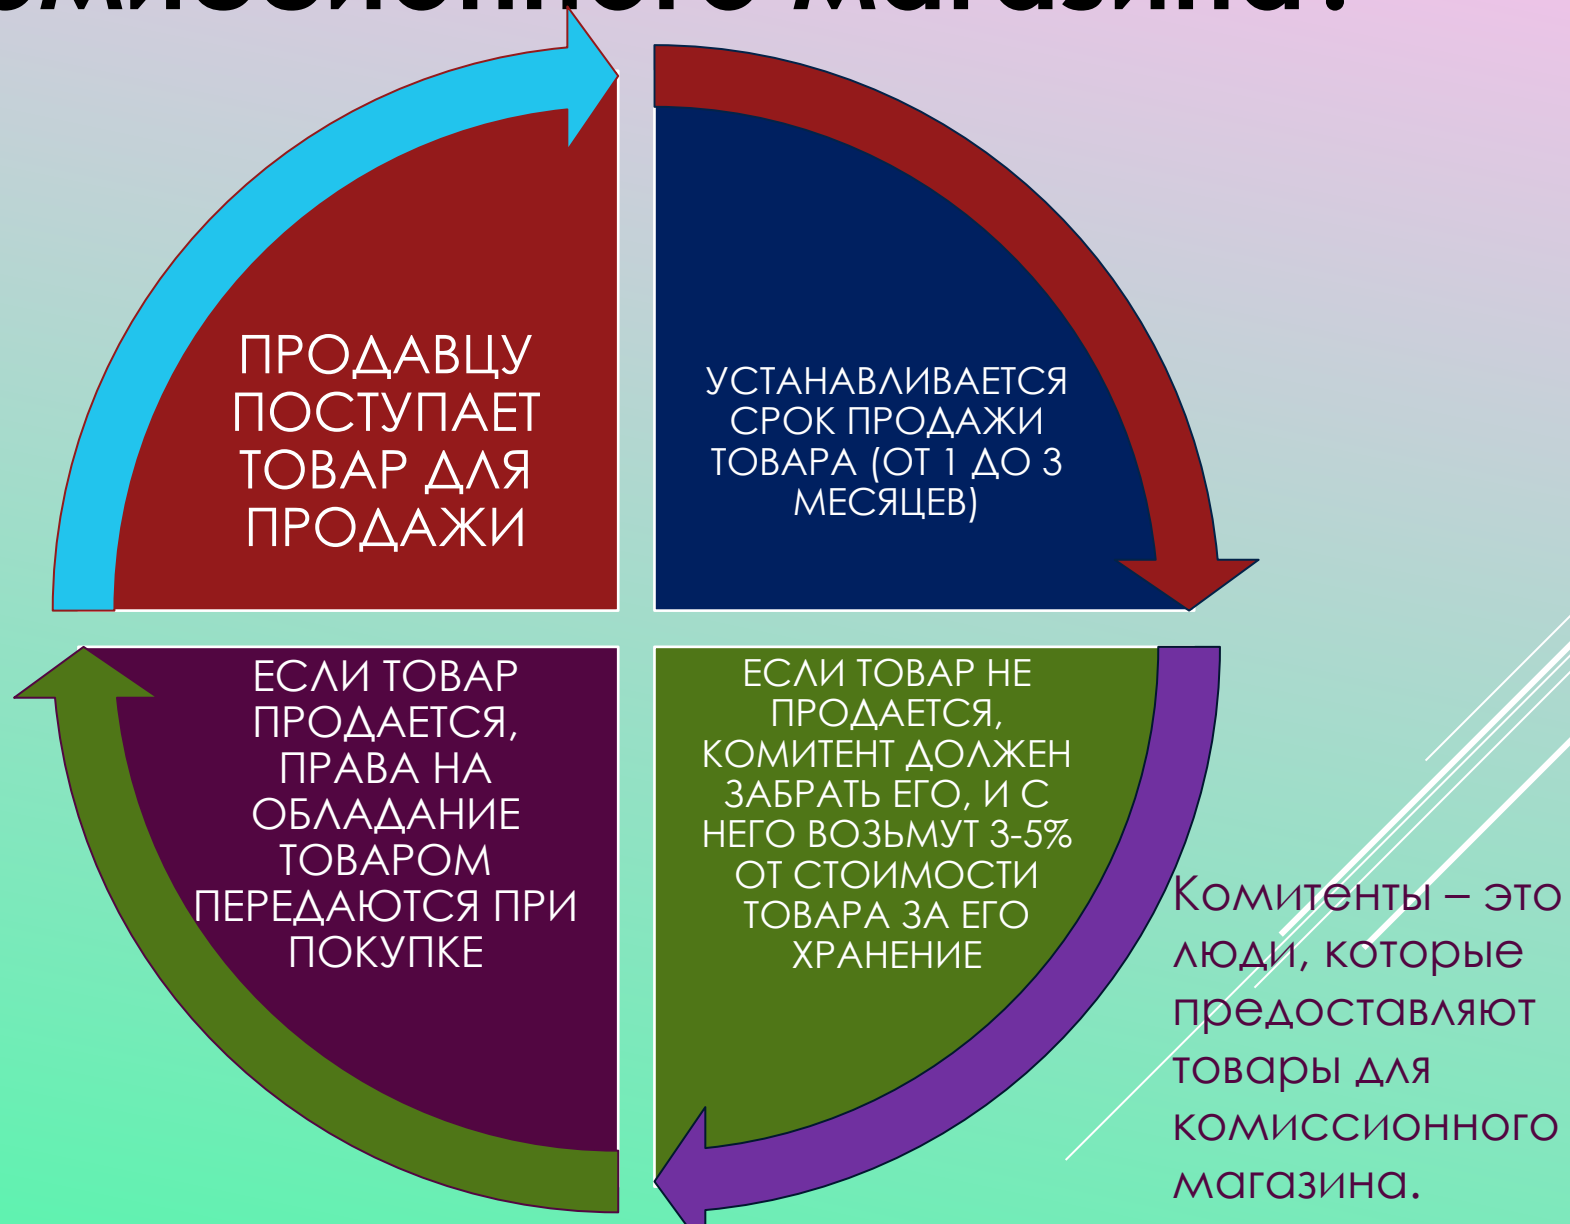 комиссионного магазина?
ПРОДАВЦУ
ПОСТУПАЕТ
ТОВАР ДЛЯ
ПРОДАЖИ
УСТАНАВЛИВАЕТСЯ
СРОК ПРОДАЖИ
ТОВАРА (ОТ 1 ДО 3
МЕСЯЦЕВ)
ЕСЛИ ТОВАР НЕ
ПРОДАЕТСЯ,
КОМИТЕНТ ДОЛЖЕН
ЗАБРАТЬ ЕГО, И С
НЕГО ВОЗЬМУТ 3-5%
ОТ СТОИМОСТИ
ТОВАРА ЗА ЕГО
ХРАНЕНИЕ
ЕСЛИ ТОВАР
ПРОДАЕТСЯ,
ПРАВА НА
ОБЛАДАНИЕ
ТОВАРОМ
ПЕРЕДАЮТСЯ ПРИ
ПОКУПКЕ
Комитенты – это
люди, которые
предоставляют
товары для
комиссионного
магазина.